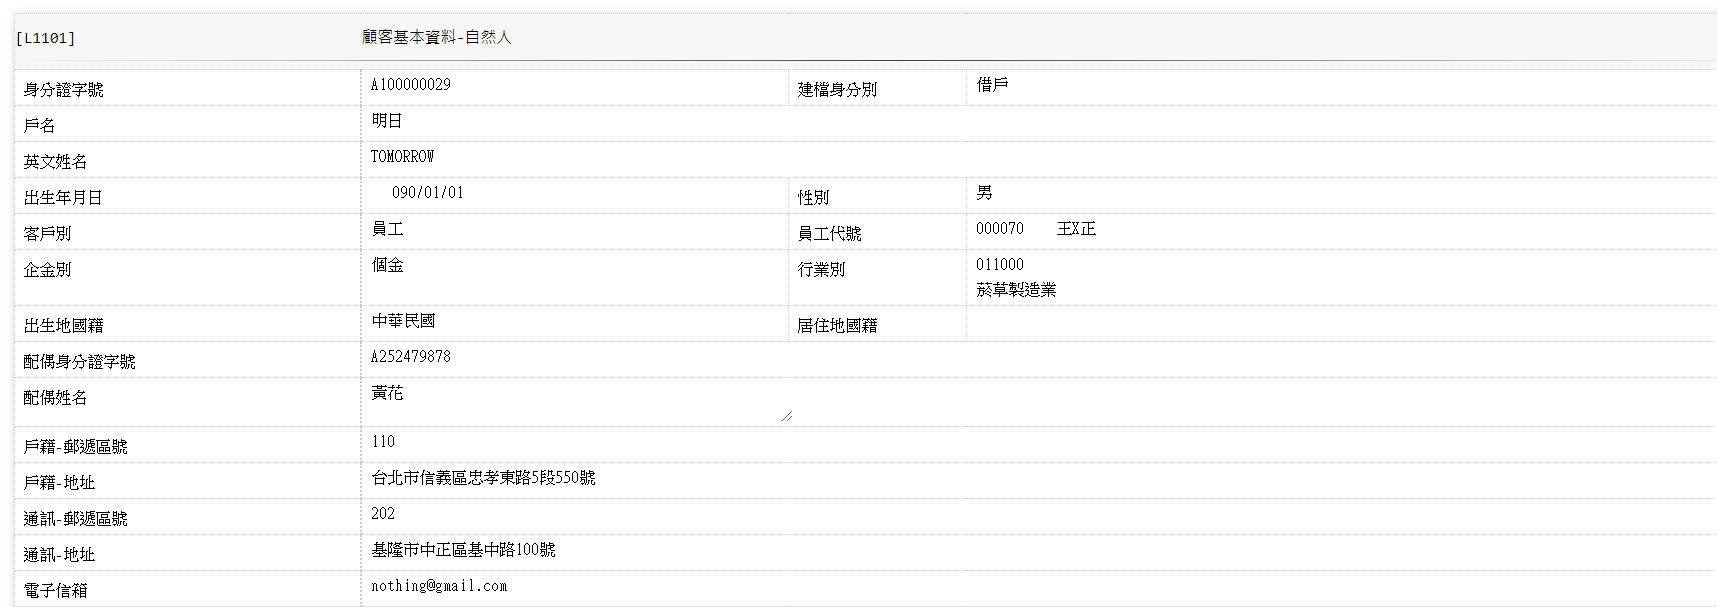 [L1101] 顧客基本資料-自然人
身分證字號 A100000029 建檔身分別 借戶
戶名 明日
英文姓名 TOMORROW
出生年月日 090/01/01 性別 男
客戶別 員工 員工代號 000070 王X正
企金別 個金 行業別 011000
菸草製造業
出生地國籍 中華民國 居住地國籍
配偶身分證字號 A252479878
配偶姓名 黃花
戶籍-郵遞區號 110
戶籍-地址 台北市信義區忠孝東路5段550號
通訊-郵遞區號 202
通訊-地址 基隆市中正區基中路100號
電子信箱 nothing@gmail.com